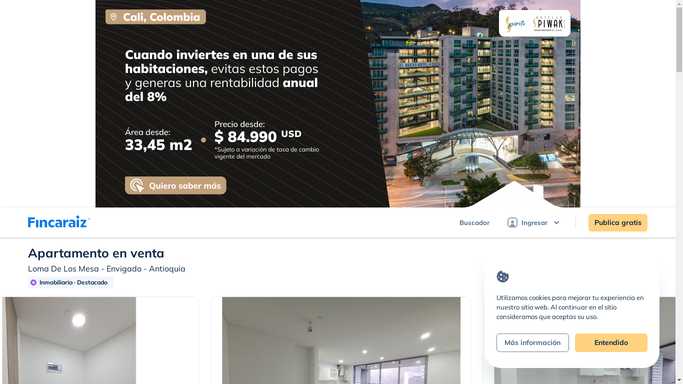 Cali, Colombia
Cuando inviertes en una de sus
habitaciones, evitas estos pagos
y generas una rentabilidad anual
del 8%
Área desde:
33,45 m2
Precio desde:
$ 84.990 USD
*Sujeto a variación de tasa de cambio
vigente del mercado
Quiero saber más
PIWAK
Fincaraiz
Buscador
Ingresar
Publica gratis
Apartamento en venta
Loma De Las Mesa - Envigado - Antioquia
Inmobiliaria · Destacado
Utilizamos cookies para mejorar tu experiencia en
nuestro sitio web. Al continuar en el sitio
consideramos que aceptas su uso.
Más información
Entendido